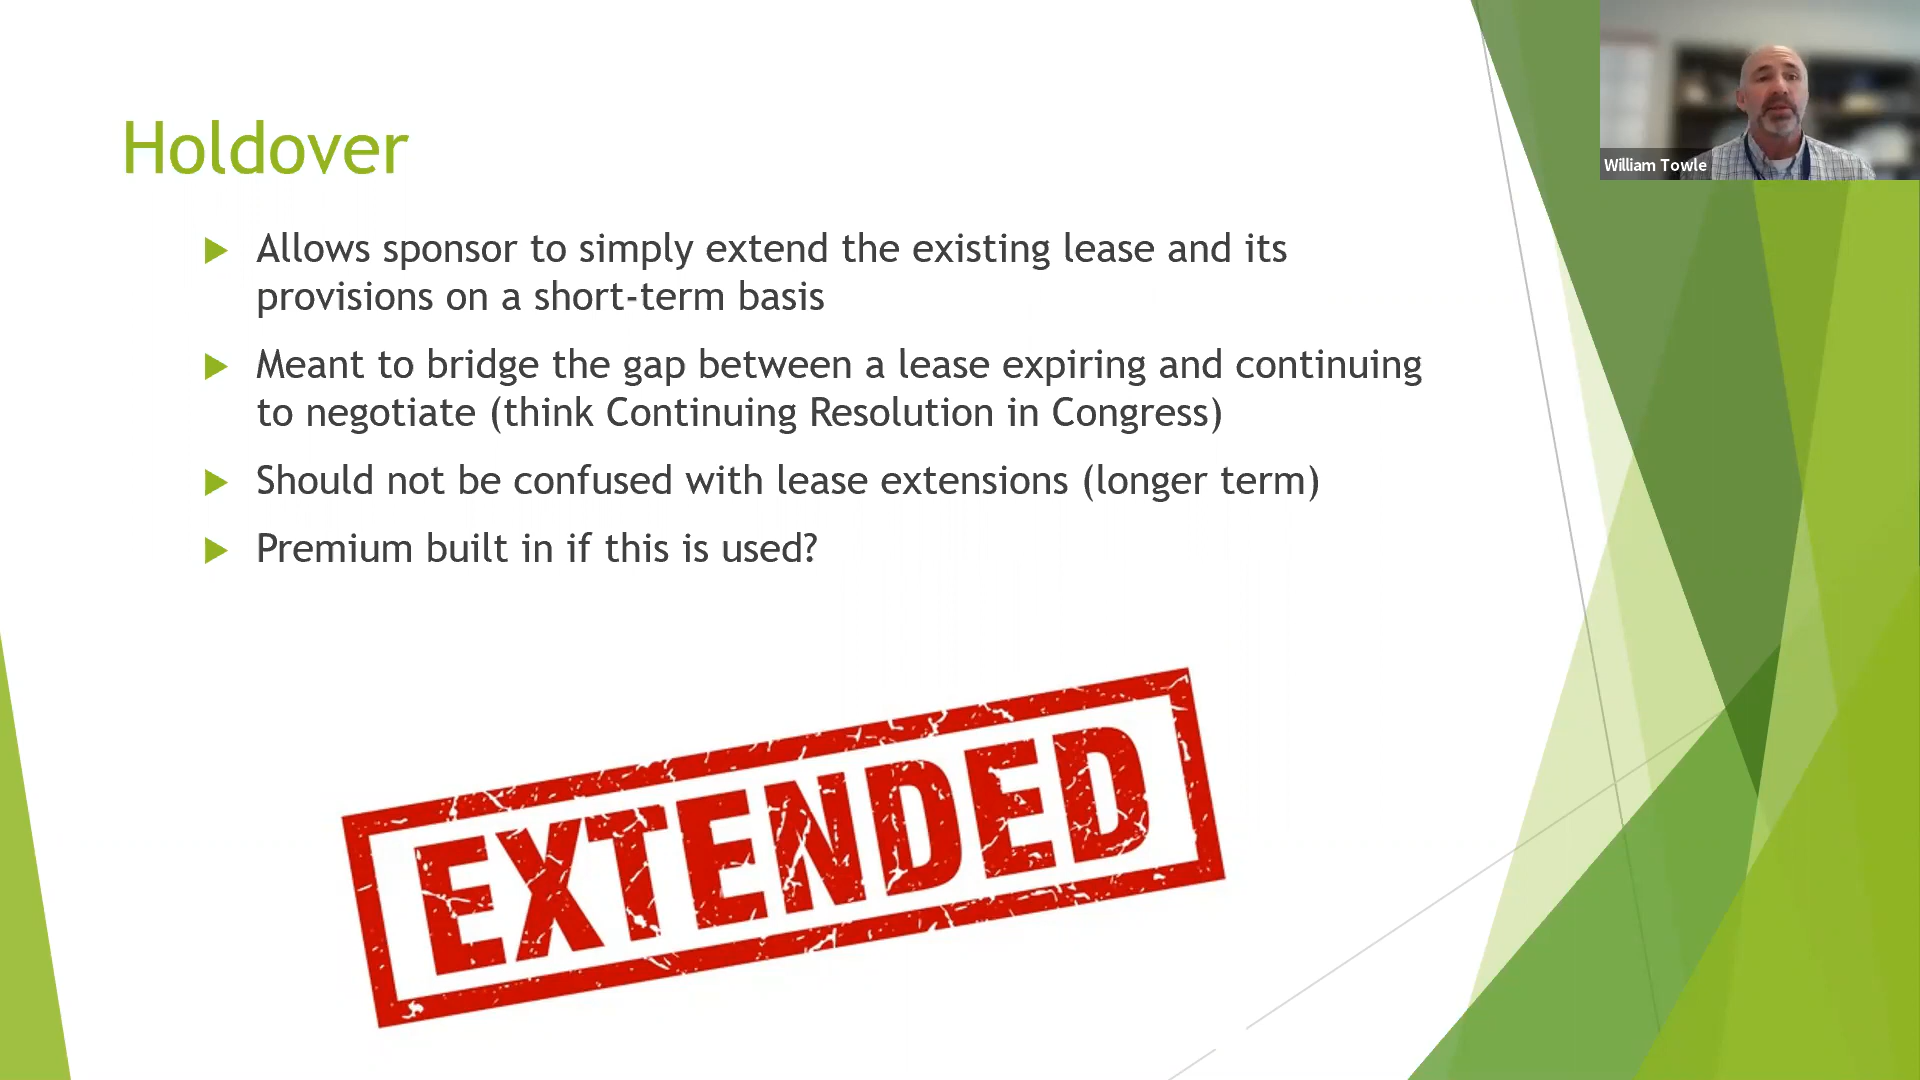 Holdover
Allows sponsor to simply extend the existing lease and its
provisions on a short-term basis
Meant to bridge the gap between a lease expiring and continuing
to negotiate (think Continuing Resolution in Congress)
Should not be confused with lease extensions (longer term)
Premium built in if this is used?
EXTENDED
William Towle